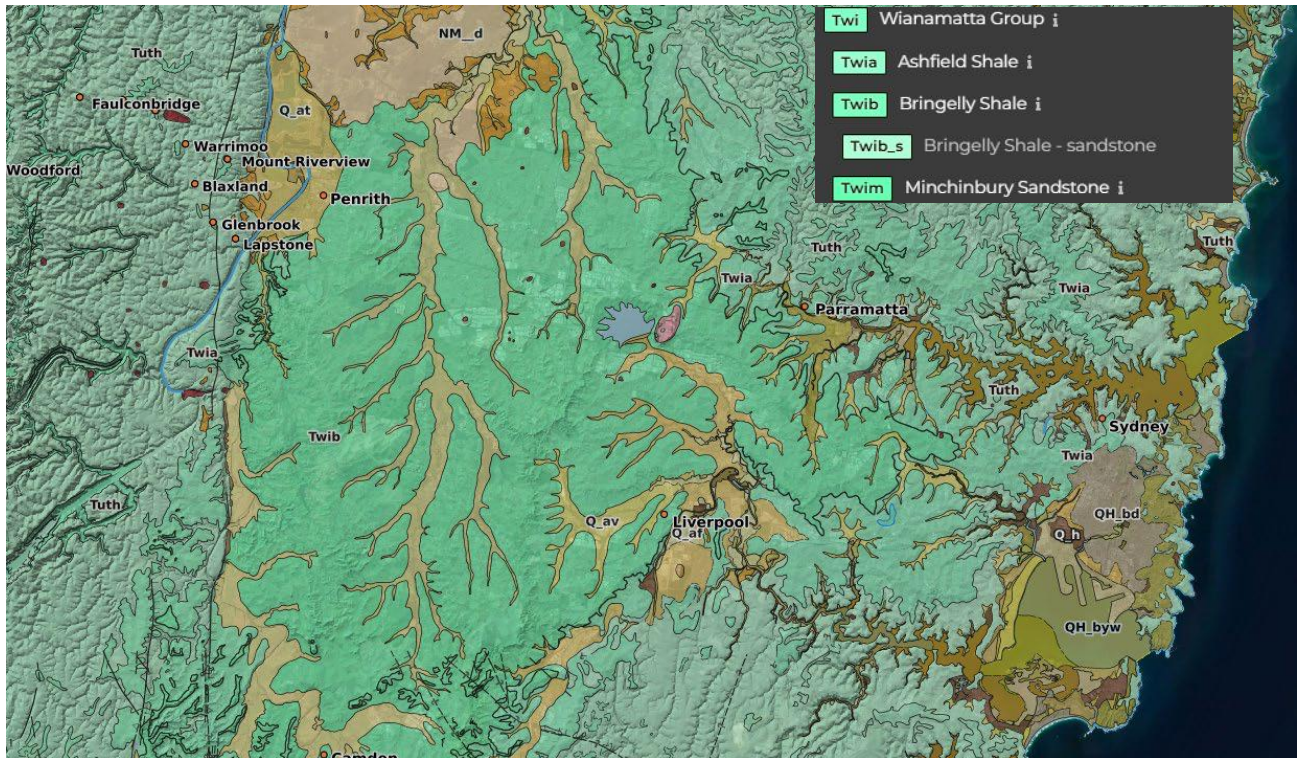 Twi Wianamatta Group i
Twia Ashfield Shale i
Twib Bringelly Shale i
Twib_s Bringelly Shale - sandstone
Twim Minchinbury Sandstone i
NM__d
Tuth
Faulconbridge
Q_at
Warrimoo
Mount Riverview
Woodford
Blaxland
Penrith
Glenbrook
Lapstone
Tuth
Tuth
Twia
Twia
Parramatta
Twia
Tuth
Sydney
Twib
Twia
Tuth
QH_bd
Q_av
Liverpool
Q_af
Q_h
QH_byw
Camden